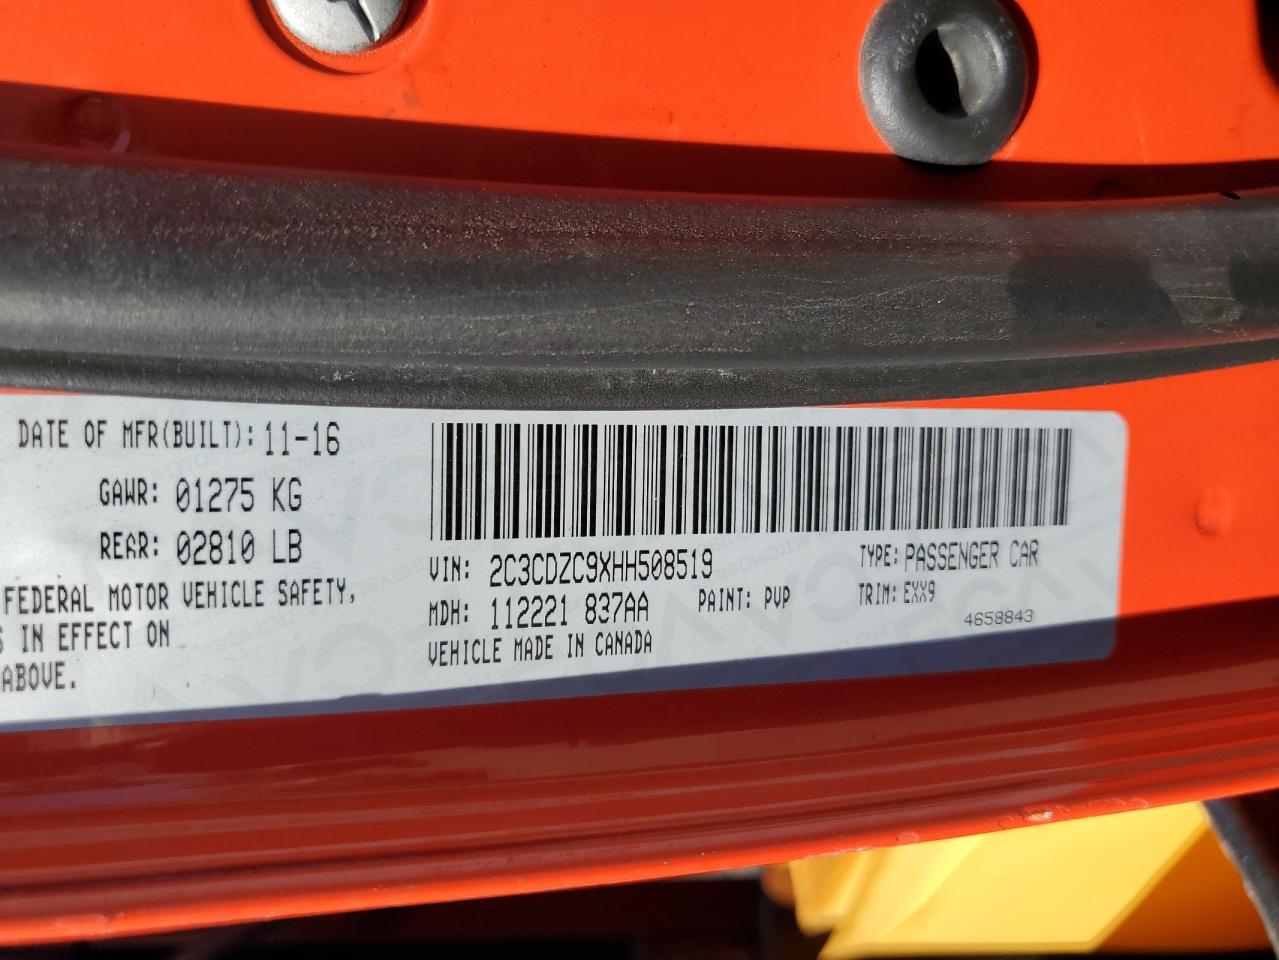 DATE OF MFR(BUILT): 11-16
GAWR: 01275 KG
REAR: 02810 LB
FEDERAL MOTOR VEHICLE SAFETY,
S IN EFFECT ON
ABOVE.
VIN: 2C3CDZC9XHH508519
TYPE: PASSENGER CAR
MDH: 112221 837AA
PAINT: PVP
TRIM: EXX9
VEHICLE MADE IN CANADA
4658843